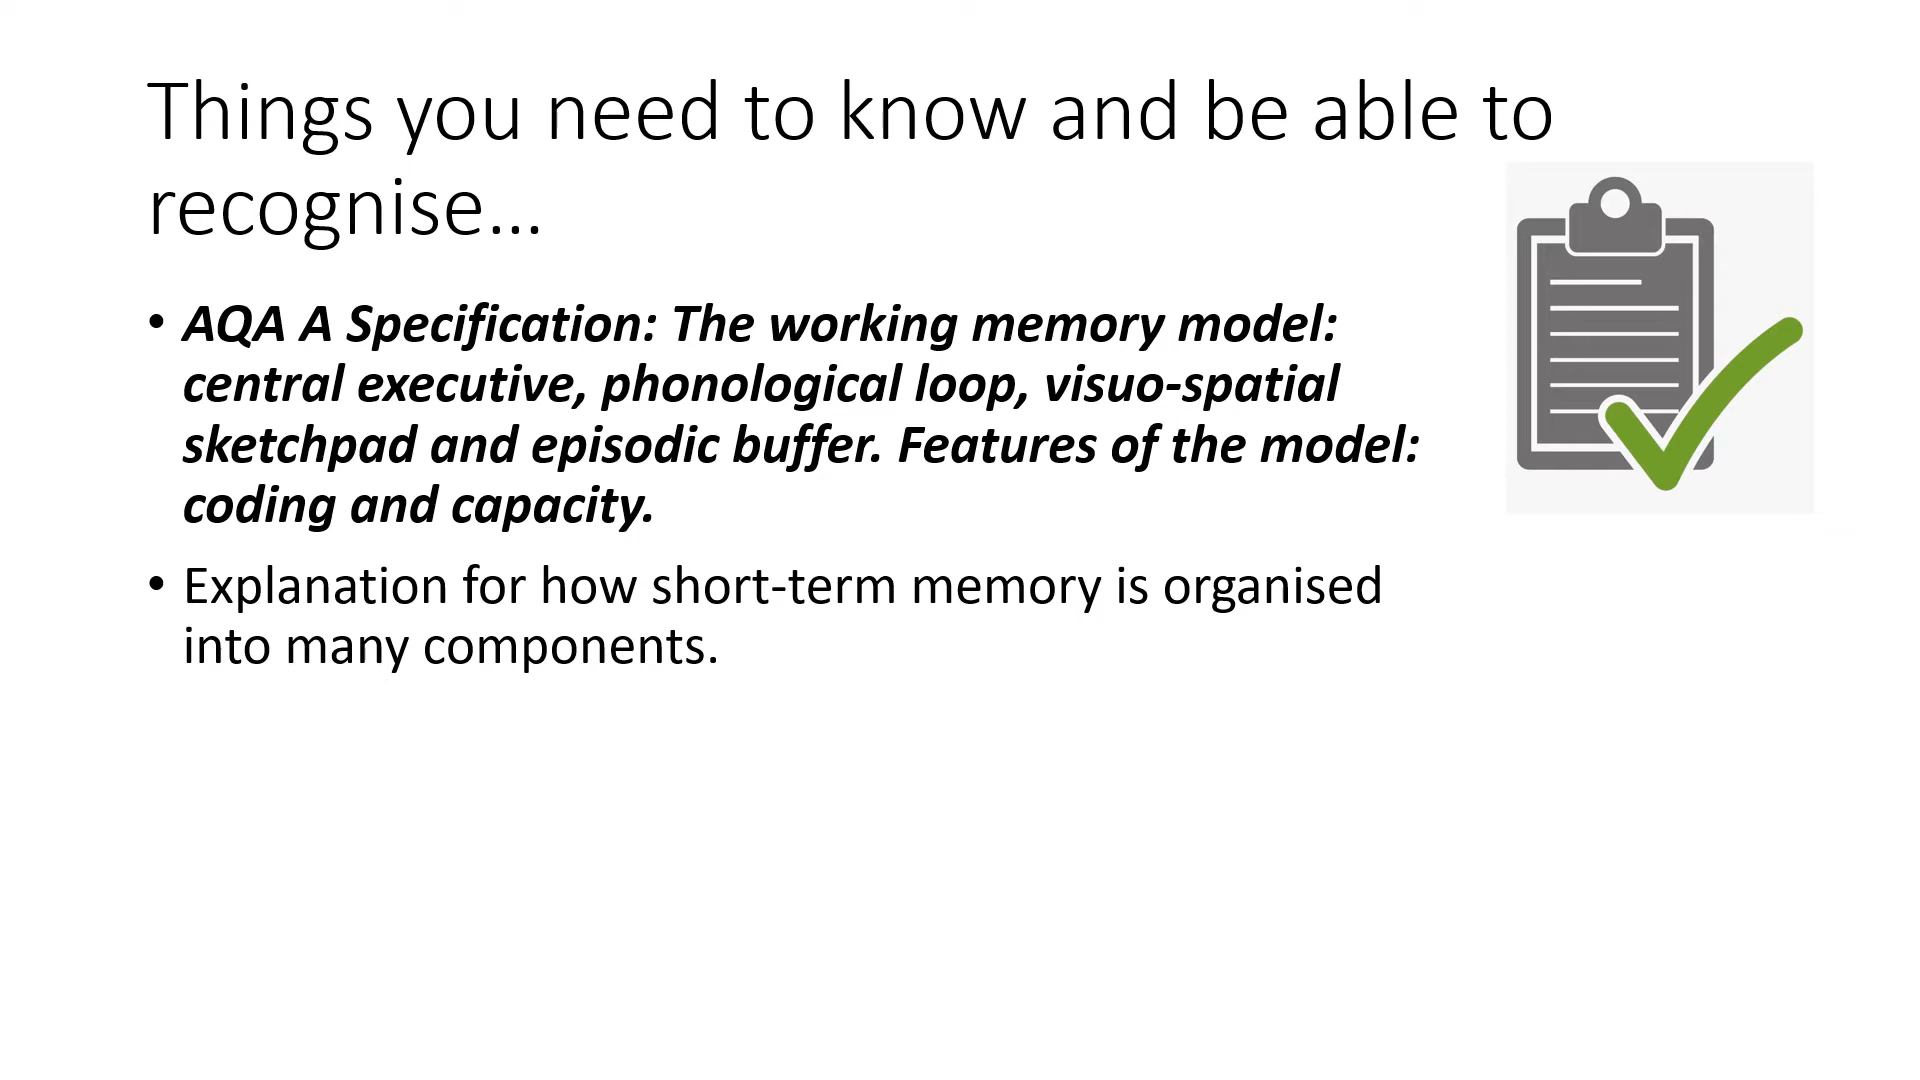 Things you need to know and be able to
recognise…
• AQA A Specification: The working memory model:
central executive, phonological loop, visuo-spatial
sketchpad and episodic buffer. Features of the model:
coding and capacity.
• Explanation for how short-term memory is organised
into many components.